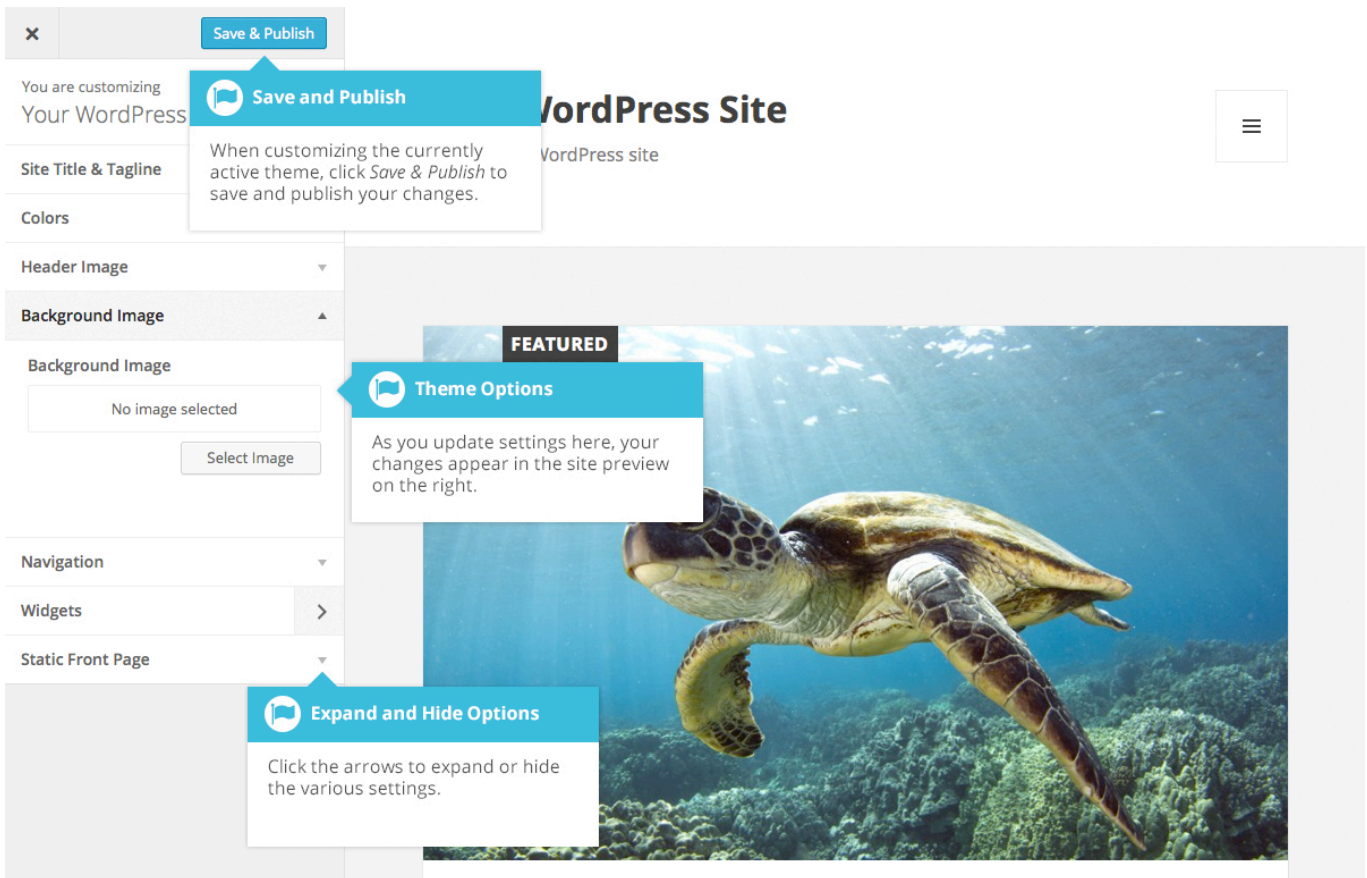 Save & Publish
You are customizing
Your WordPress
Save and Publish
When customizing the currently
active theme, click Save & Publish to
save and publish your changes.
WordPress Site
WordPress site
Site Title & Tagline
Colors
Header Image
Background Image
Background Image
No image selected
Select Image
FEATURED
Theme Options
As you update settings here, your
changes appear in the site preview
on the right.
Navigation
Widgets
Static Front Page
Expand and Hide Options
Click the arrows to expand or hide
the various settings.